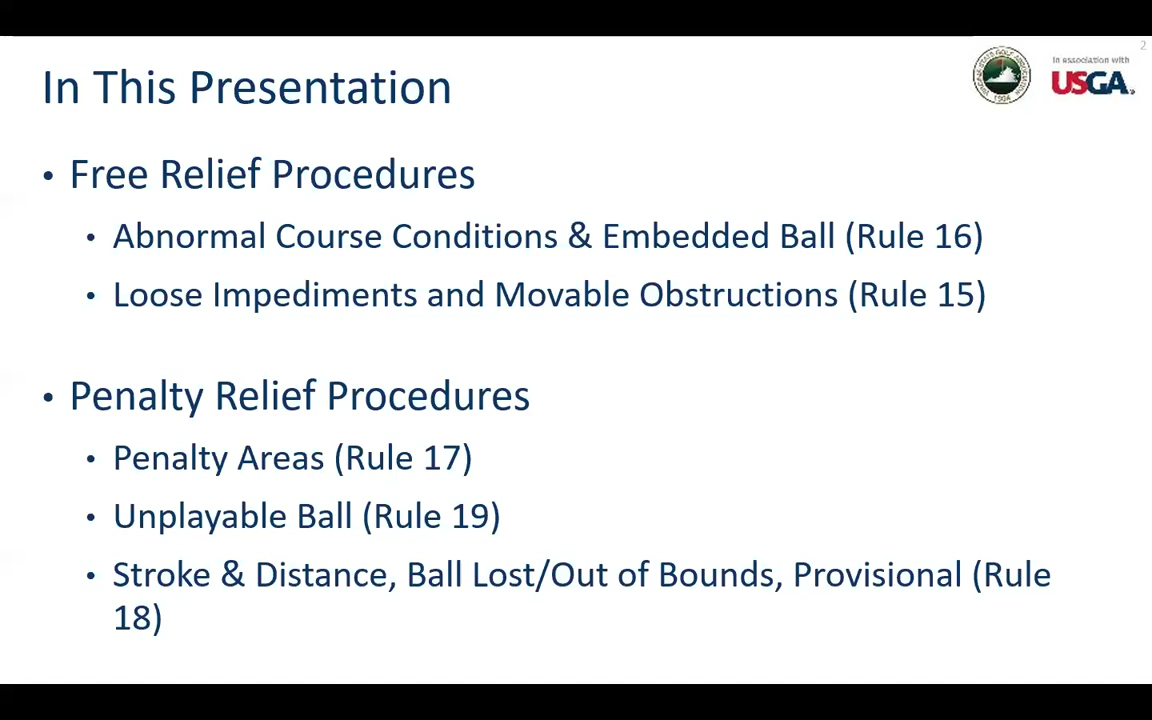 2
In association with
USGA
In This Presentation
• Free Relief Procedures
• Abnormal Course Conditions & Embedded Ball (Rule 16)
• Loose Impediments and Movable Obstructions (Rule 15)
• Penalty Relief Procedures
• Penalty Areas (Rule 17)
• Unplayable Ball (Rule 19)
• Stroke & Distance, Ball Lost/Out of Bounds, Provisional (Rule
18)